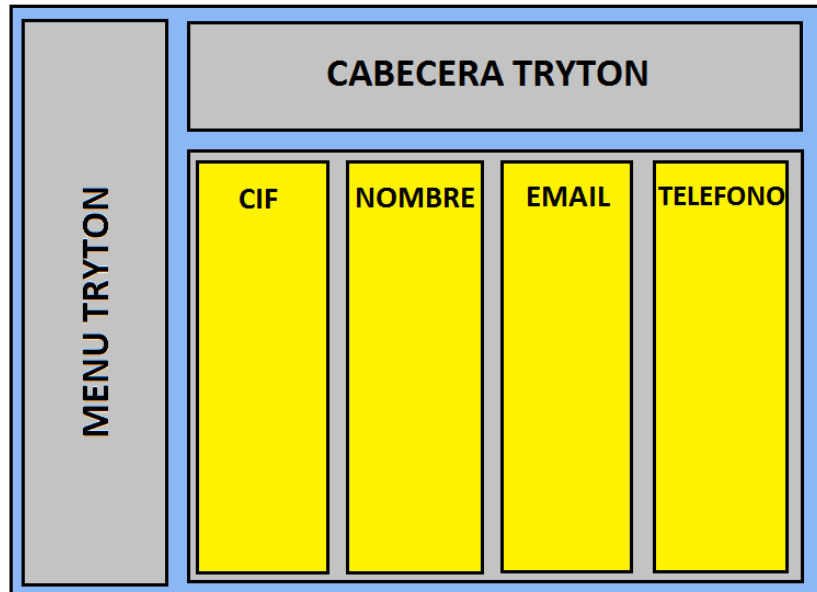 MENU TRYTON
CABECERA TRYTON
CIF
NOMBRE
EMAIL
TELEFONO